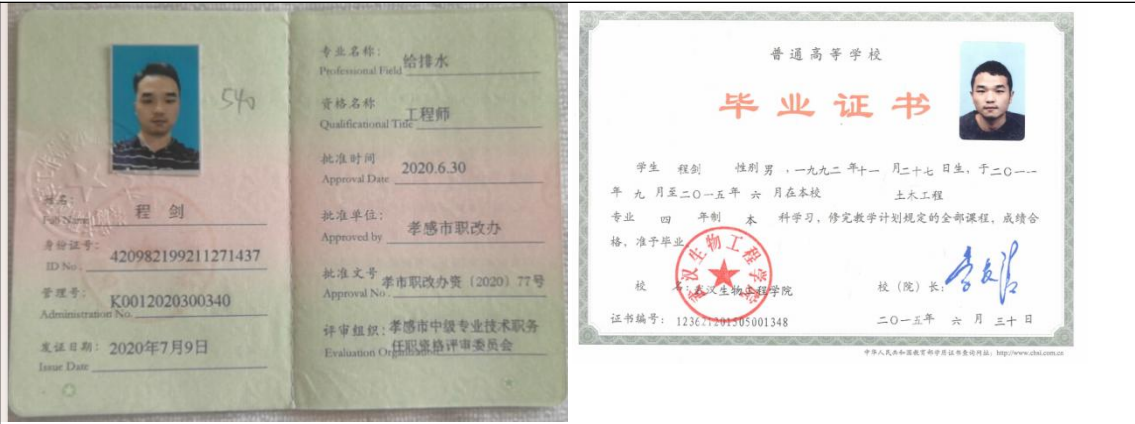 540
姓名: 程 剑
Full Name
身份证号: 420982199211271437
ID No.
管理号: K0012020300340
Administration No.
发证日期: 2020年7月9日
Issue Date
专业名称: 给排水
Professional Field
资格名称 工程师
Qualificational Title
批准时间 2020.6.30
Approval Date
批准单位: 孝感市职改办
Approved by
批准文号 孝市职改办资〔2020〕77号
Approval No.
评审组织: 孝感市中级专业技术职务
任职资格评审委员会
Evaluation Organization
普通高等学校
毕业证书
学生 程剑 性别 男 ，一九九二 年十一 月二十七 日生，于二〇一一
年 九 月至二〇一五 年 六 月在本校 土木工程
专业 四 年制 本 科学习，修完教学计划规定的全部课程，成绩合
格，准予毕业
校 名: 武汉生物工程学院
校（院）长:
武汉生物工程学院
证书编号: 123621201505001348
二〇一五年 六 月 三十 日
中华人民共和国教育部学历证书查询网址: http://www.chsi.com.cn